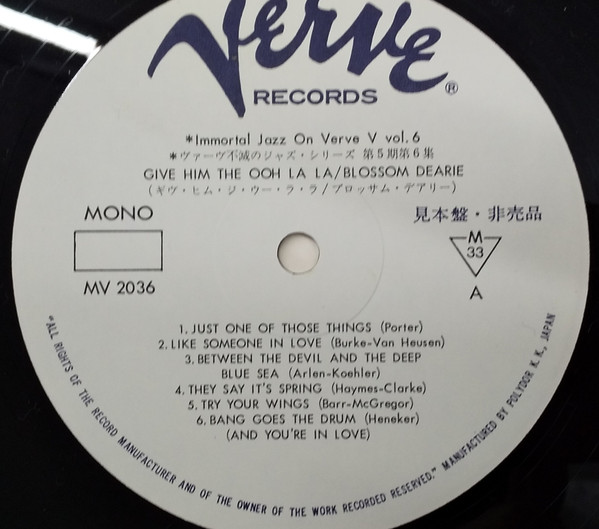 Verve ®
RECORDS
*Immortal Jazz On Verve V vol.6
*ヴァーヴ不滅のジャズ・シリーズ 第5期第6集
GIVE HIM THE OOH LA LA/BLOSSOM DEARIE
(ギヴ・ヒム・ジ・ウー・ラ・ラ/ブロッサム・デアリー)
MONO
見本盤・非売品
MV 2036
M
33
A
1. JUST ONE OF THOSE THINGS (Porter)
2. LIKE SOMEONE IN LOVE (Burke-Van Heusen)
3. BETWEEN THE DEVIL AND THE DEEP
BLUE SEA (Arlen-Koehler)
4. THEY SAY IT'S SPRING (Haymes-Clarke)
5. TRY YOUR WINGS (Barr-McGregor)
6. BANG GOES THE DRUM (Heneker)
(AND YOU'RE IN LOVE)
"ALL RIGHTS OF THE RECORD MANUFACTURER AND OF THE OWNER OF THE WORK RECORDED RESERVED." MANUFACTURED BY POLYDOR K.K., JAPAN